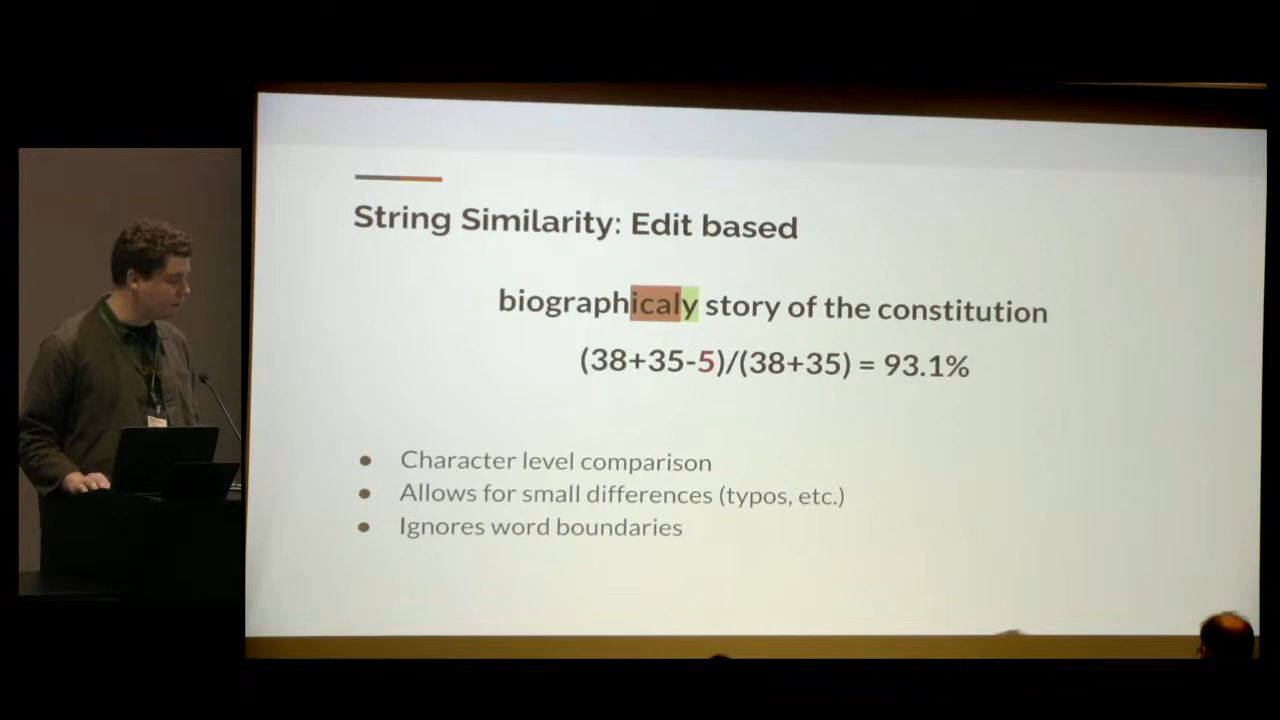 String Similarity: Edit based
biographicaly story of the constitution
(38+35-5)/(38+35) = 93.1%
Character level comparison
Allows for small differences (typos, etc.)
Ignores word boundaries